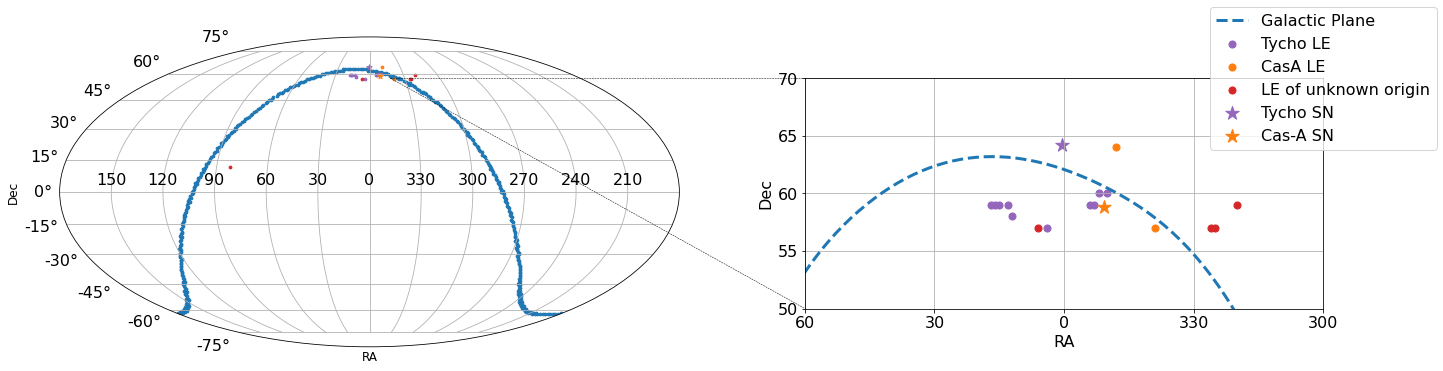 75°
60°
45°
30°
15°
0°
-15°
-30°
-45°
-60°
-75°
Dec
150 120 90 60 30 0 330 300 270 240 210
RA
Galactic Plane
Tycho LE
CasA LE
LE of unknown origin
Tycho SN
Cas-A SN
70
65
60
55
50
Dec
60 30 0 330 300
RA